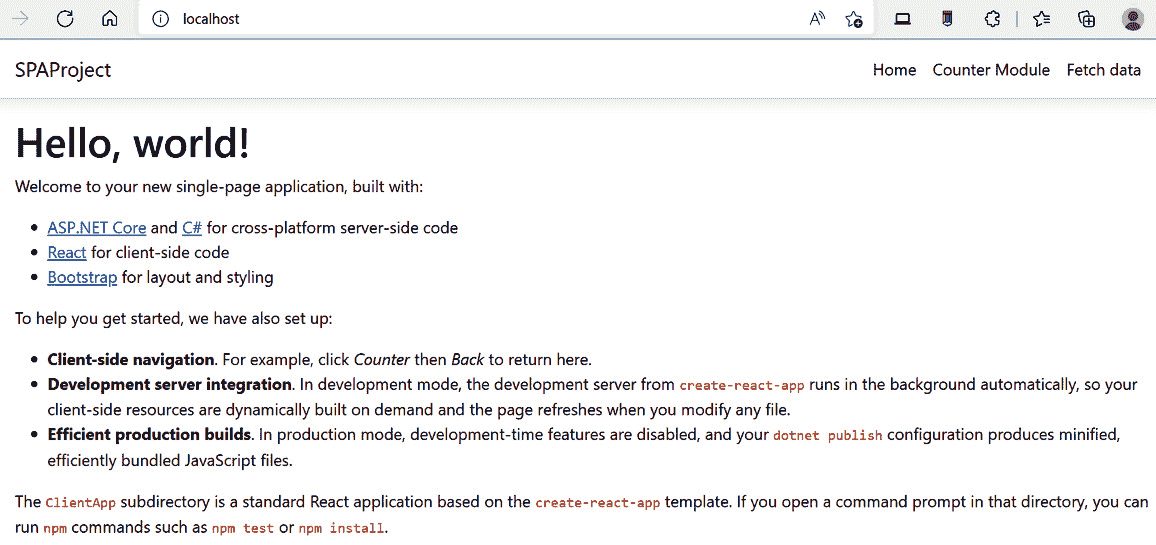 localhost
SPAProject
Home Counter Module Fetch data
Hello, world!
Welcome to your new single-page application, built with:
• ASP.NET Core and C# for cross-platform server-side code
• React for client-side code
• Bootstrap for layout and styling
To help you get started, we have also set up:
• Client-side navigation. For example, click Counter then Back to return here.
• Development server integration. In development mode, the development server from create-react-app runs in the background automatically, so your
client-side resources are dynamically built on demand and the page refreshes when you modify any file.
• Efficient production builds. In production mode, development-time features are disabled, and your dotnet publish configuration produces minified,
efficiently bundled JavaScript files.
The ClientApp subdirectory is a standard React application based on the create-react-app template. If you open a command prompt in that directory, you can
run npm commands such as npm test or npm install.